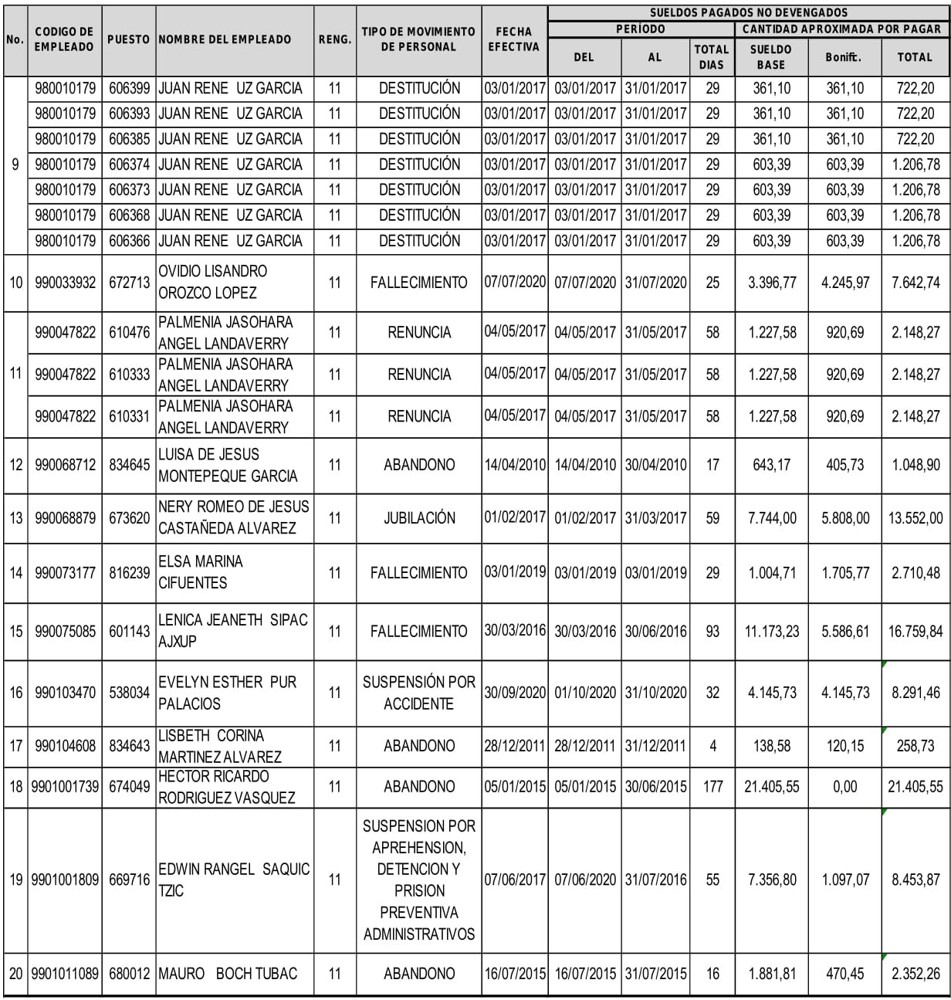 SUELDOS PAGADOS NO DEVENGADOS
PERÍODO CANTIDAD APROXIMADA POR PAGAR
No. CODIGO DE EMPLEADO PUESTO NOMBRE DEL EMPLEADO RENG. TIPO DE MOVIMIENTO DE PERSONAL FECHA EFECTIVA DEL AL TOTAL DIAS SUELDO BASE Bonific. TOTAL
980010179 606399 JUAN RENE UZ GARCIA 11 DESTITUCIÓN 03/01/2017 03/01/2017 31/01/2017 29 361,10 361,10 722,20
980010179 606393 JUAN RENE UZ GARCIA 11 DESTITUCIÓN 03/01/2017 03/01/2017 31/01/2017 29 361,10 361,10 722,20
980010179 606385 JUAN RENE UZ GARCIA 11 DESTITUCIÓN 03/01/2017 03/01/2017 31/01/2017 29 361,10 361,10 722,20
9 980010179 606374 JUAN RENE UZ GARCIA 11 DESTITUCIÓN 03/01/2017 03/01/2017 31/01/2017 29 603,39 603,39 1.206,78
980010179 606373 JUAN RENE UZ GARCIA 11 DESTITUCIÓN 03/01/2017 03/01/2017 31/01/2017 29 603,39 603,39 1.206,78
980010179 606368 JUAN RENE UZ GARCIA 11 DESTITUCIÓN 03/01/2017 03/01/2017 31/01/2017 29 603,39 603,39 1.206,78
980010179 606366 JUAN RENE UZ GARCIA 11 DESTITUCIÓN 03/01/2017 03/01/2017 31/01/2017 29 603,39 603,39 1.206,78
10 990033932 672713 OVIDIO LISANDRO OROZCO LOPEZ 11 FALLECIMIENTO 07/07/2020 07/07/2020 31/07/2020 25 3.396,77 4.245,97 7.642,74
990047822 610476 PALMENIA JASOHARA ANGEL LANDAVERRY 11 RENUNCIA 04/05/2017 04/05/2017 31/05/2017 58 1.227,58 920,69 2.148,27
11 990047822 610333 PALMENIA JASOHARA ANGEL LANDAVERRY 11 RENUNCIA 04/05/2017 04/05/2017 31/05/2017 58 1.227,58 920,69 2.148,27
990047822 610331 PALMENIA JASOHARA ANGEL LANDAVERRY 11 RENUNCIA 04/05/2017 04/05/2017 31/05/2017 58 1.227,58 920,69 2.148,27
12 990068712 834645 LUISA DE JESUS MONTEPEQUE GARCIA 11 ABANDONO 14/04/2010 14/04/2010 30/04/2010 17 643,17 405,73 1.048,90
13 990068879 673620 NERY ROMEO DE JESUS CASTAÑEDA ALVAREZ 11 JUBILACIÓN 01/02/2017 01/02/2017 31/03/2017 59 7.744,00 5.808,00 13.552,00
14 990073177 816239 ELSA MARINA CIFUENTES 11 FALLECIMIENTO 03/01/2019 03/01/2019 03/01/2019 29 1.004,71 1.705,77 2.710,48
15 990075085 601143 LENICA JEANETH SIPAC AJXUP 11 FALLECIMIENTO 30/03/2016 30/03/2016 30/06/2016 93 11.173,23 5.586,61 16.759,84
16 990103470 538034 EVELYN ESTHER PUR PALACIOS 11 SUSPENSIÓN POR ACCIDENTE 30/09/2020 01/10/2020 31/10/2020 32 4.145,73 4.145,73 8.291,46
17 990104608 834643 LISBETH CORINA MARTINEZ ALVAREZ 11 ABANDONO 28/12/2011 28/12/2011 31/12/2011 4 138,58 120,15 258,73
18 9901001739 674049 HECTOR RICARDO RODRIGUEZ VASQUEZ 11 ABANDONO 05/01/2015 05/01/2015 30/06/2015 177 21.405,55 0,00 21.405,55
19 9901001809 669716 EDWIN RANGEL SAQUIC TZIC 11 SUSPENSION POR APREHENSION, DETENCION Y PRISION PREVENTIVA ADMINISTRATIVOS 07/06/2017 07/06/2020 31/07/2016 55 7.356,80 1.097,07 8.453,87
20 9901011089 680012 MAURO BOCH TUBAC 11 ABANDONO 16/07/2015 16/07/2015 31/07/2015 16 1.881,81 470,45 2.352,26